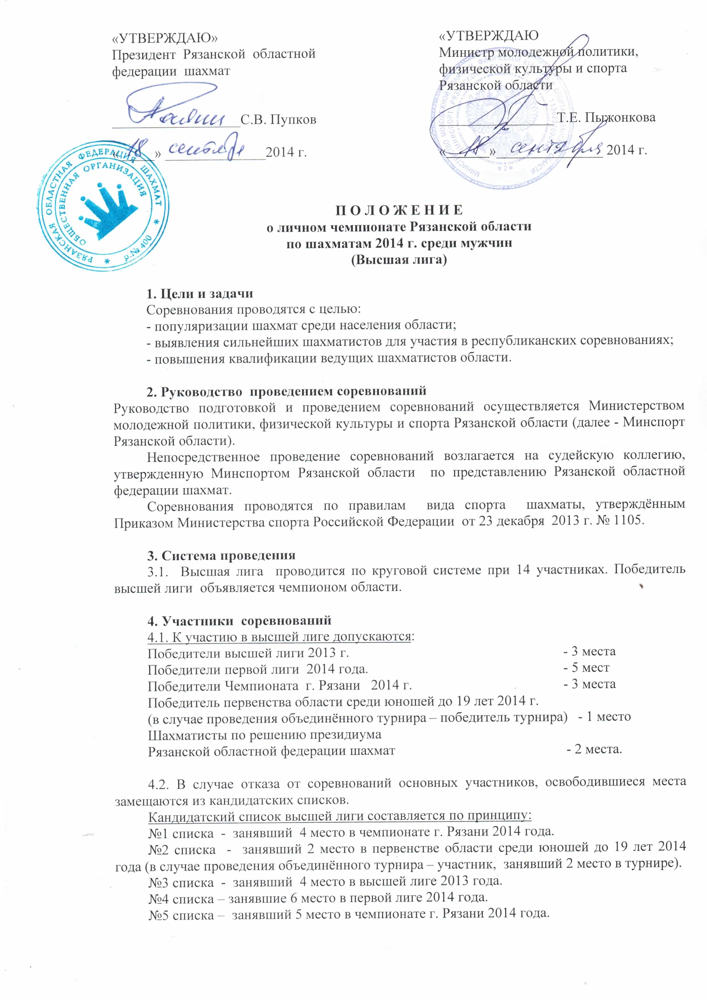 «УТВЕРЖДАЮ»
Президент Рязанской областной
федерации шахмат
С.В. Пупков
«18» сентября 2014 г.
«УТВЕРЖДАЮ
Министр молодежной политики,
физической культуры и спорта
Рязанской области
Т.Е. Пыжонкова
«18» сентября 2014 г.
РЯЗАНСКАЯ ОБЛАСТНАЯ ФЕДЕРАЦИЯ ШАХМАТ
ОБЩЕСТВЕННАЯ ОРГАНИЗАЦИЯ
р.№ 400
П О Л О Ж Е Н И Е
о личном чемпионате Рязанской области
по шахматам 2014 г. среди мужчин
(Высшая лига)
1. Цели и задачи
Соревнования проводятся с целью:
- популяризации шахмат среди населения области;
- выявления сильнейших шахматистов для участия в республиканских соревнованиях;
- повышения квалификации ведущих шахматистов области.
2. Руководство проведением соревнований
Руководство подготовкой и проведением соревнований осуществляется Министерством
молодежной политики, физической культуры и спорта Рязанской области (далее - Минспорт
Рязанской области).
Непосредственное проведение соревнований возлагается на судейскую коллегию,
утвержденную Минспортом Рязанской области по представлению Рязанской областной
федерации шахмат.
Соревнования проводятся по правилам вида спорта шахматы, утверждённым
Приказом Министерства спорта Российской Федерации от 23 декабря 2013 г. № 1105.
3. Система проведения
3.1. Высшая лига проводится по круговой системе при 14 участниках. Победитель
высшей лиги объявляется чемпионом области.
4. Участники соревнований
4.1. К участию в высшей лиге допускаются:
Победители высшей лиги 2013 г. - 3 места
Победители первой лиги 2014 года. - 5 мест
Победители Чемпионата г. Рязани 2014 г. - 3 места
Победитель первенства области среди юношей до 19 лет 2014 г.
(в случае проведения объединённого турнира – победитель турнира) - 1 место
Шахматисты по решению президиума
Рязанской областной федерации шахмат - 2 места.
4.2. В случае отказа от соревнований основных участников, освободившиеся места
замещаются из кандидатских списков.
Кандидатский список высшей лиги составляется по принципу:
№1 списка - занявший 4 место в чемпионате г. Рязани 2014 года.
№2 списка - занявший 2 место в первенстве области среди юношей до 19 лет 2014
года (в случае проведения объединённого турнира – участник, занявший 2 место в турнире).
№3 списка - занявший 4 место в высшей лиге 2013 года.
№4 списка – занявшие 6 место в первой лиге 2014 года.
№5 списка – занявший 5 место в чемпионате г. Рязани 2014 года.